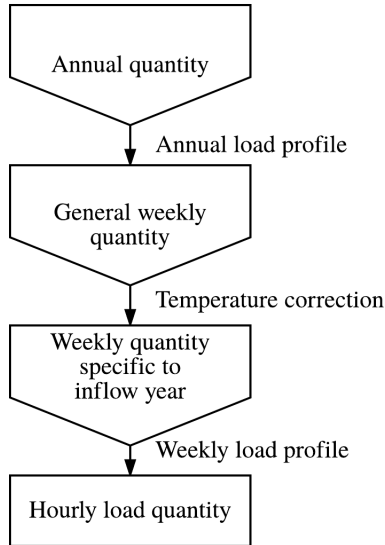 Annual quantity
Annual load profile
General weekly
quantity
Temperature correction
Weekly quantity
specific to
inflow year
Weekly load profile
Hourly load quantity